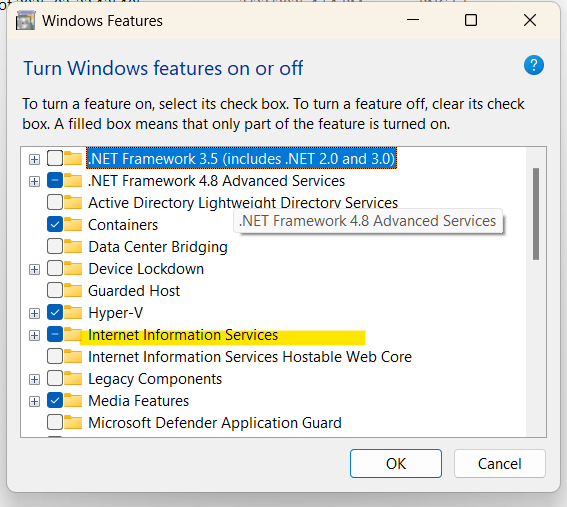 Windows Features
Turn Windows features on or off
To turn a feature on, select its check box. To turn a feature off, clear its check
box. A filled box means that only part of the feature is turned on.
.NET Framework 3.5 (includes .NET 2.0 and 3.0)
.NET Framework 4.8 Advanced Services
Active Directory Lightweight Directory Services
.NET Framework 4.8 Advanced Services
Containers
Data Center Bridging
Device Lockdown
Guarded Host
Hyper-V
Internet Information Services
Internet Information Services Hostable Web Core
Legacy Components
Media Features
Microsoft Defender Application Guard
OK
Cancel